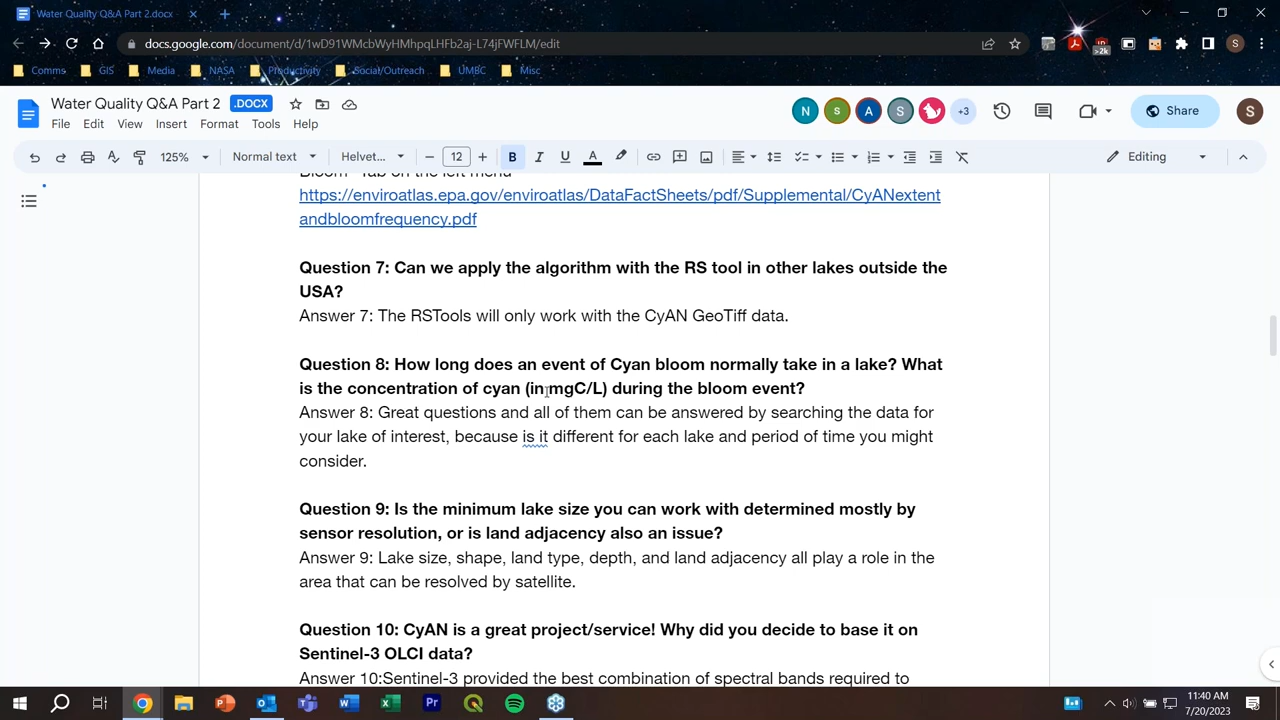 Water Quality Q&A Part 2.docx
docs.google.com/document/d/1wD91WMcbWyHMhpqLHFb2aj-L74jFWFLM/edit
>2k
S
Comms GIS Media NASA Productivity Social/Outreach UMBC Misc
Water Quality Q&A Part 2 .DOCX
N S A S +3 Share S
File Edit View Insert Format Tools Help
125% Normal text Helvet... 12 B I U A Editing
Bloom" Tab on the left menu
https://enviroatlas.epa.gov/enviroatlas/DataFactSheets/pdf/Supplemental/CyANextent
andbloomfrequency.pdf
Question 7: Can we apply the algorithm with the RS tool in other lakes outside the
USA?
Answer 7: The RSTools will only work with the CyAN GeoTiff data.
Question 8: How long does an event of Cyan bloom normally take in a lake? What
is the concentration of cyan (in mgC/L) during the bloom event?
Answer 8: Great questions and all of them can be answered by searching the data for
your lake of interest, because is it different for each lake and period of time you might
consider.
Question 9: Is the minimum lake size you can work with determined mostly by
sensor resolution, or is land adjacency also an issue?
Answer 9: Lake size, shape, land type, depth, and land adjacency all play a role in the
area that can be resolved by satellite.
Question 10: CyAN is a great project/service! Why did you decide to base it on
Sentinel-3 OLCI data?
Answer 10:Sentinel-3 provided the best combination of spectral bands required to
11:40 AM
7/20/2023